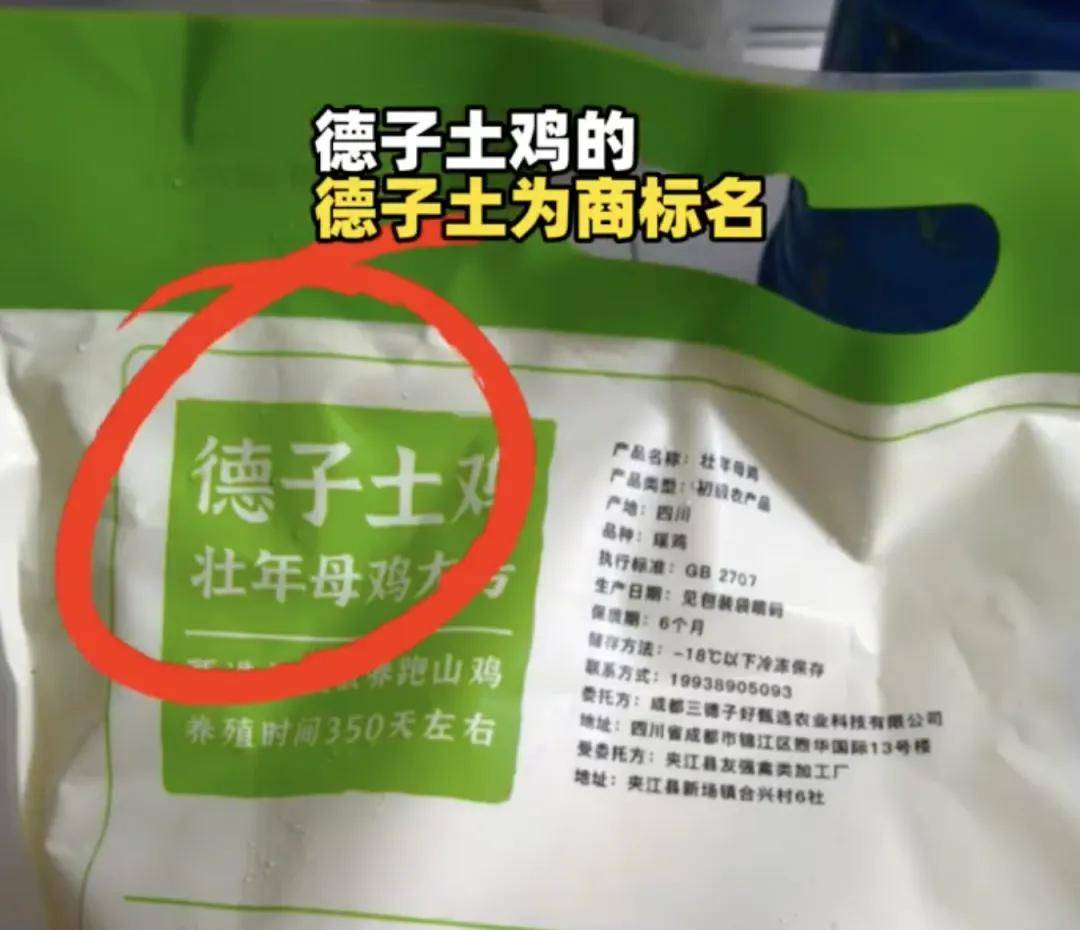 德子土鸡的
德子土为商标名
德子土鸡
壮年母鸡
养跑山鸡
养殖时间350天左右
产品名称：壮年母鸡
产品类型：初级农产品
产地：四川
品种：瑶鸡
执行标准：GB 2707
生产日期：见包装袋喷码
保质期：6个月
储存方法：-18℃以下冷冻保存
联系方式：19938905093
委托方：成都三德子好甄选农业科技有限公司
地址：四川省成都市锦江区煦华国际13号楼
受委托方：夹江县友强禽类加工厂
地址：夹江县新场镇合兴村6社